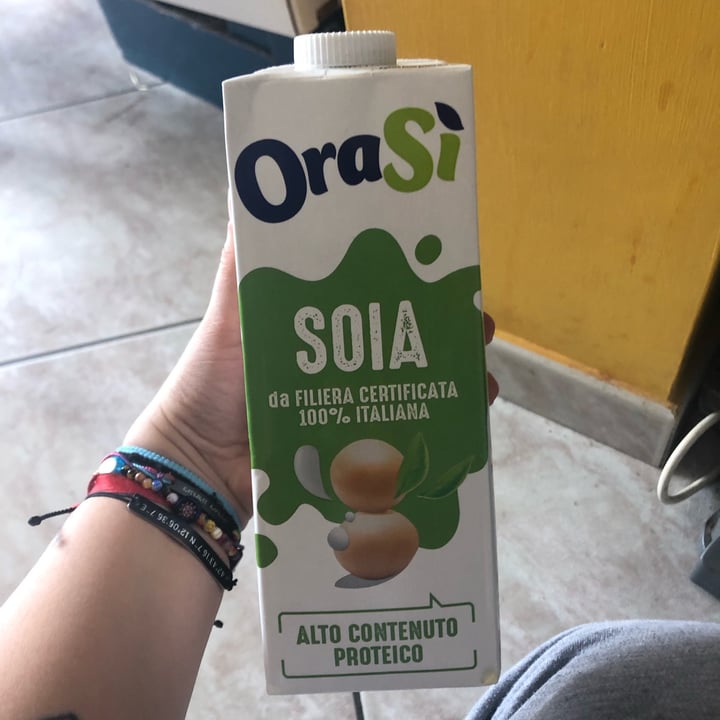 OraSì
SOIA
da FILIERA CERTIFICATA
100% ITALIANA
ALTO CONTENUTO
PROTEICO